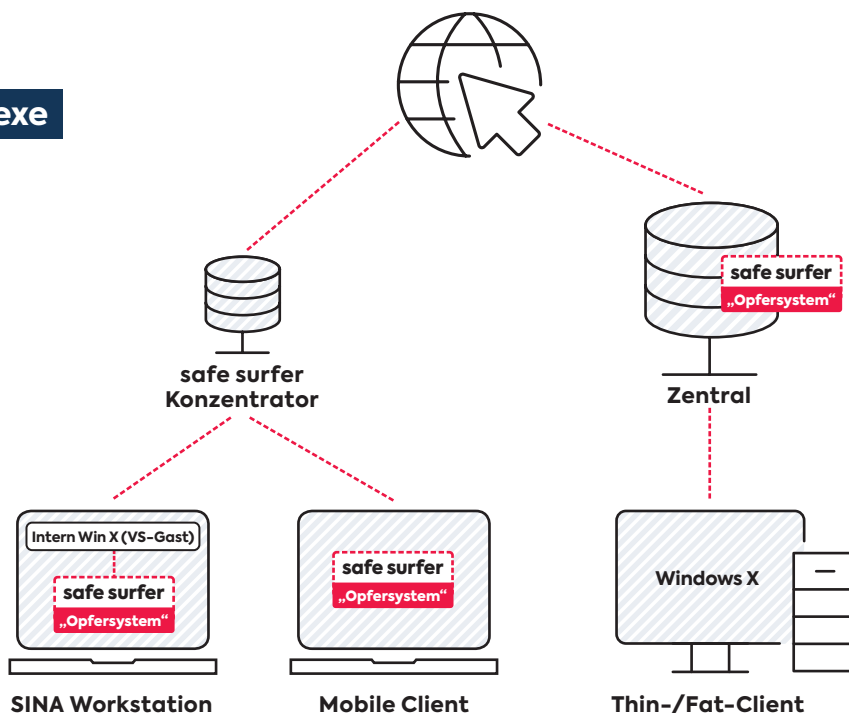 exe
safe surfer
„Opfersystem“
safe surfer
Konzentrator
Zentral
Intern Win X (VS-Gast)
safe surfer
„Opfersystem“
safe surfer
„Opfersystem“
Windows X
SINA Workstation
Mobile Client
Thin-/Fat-Client